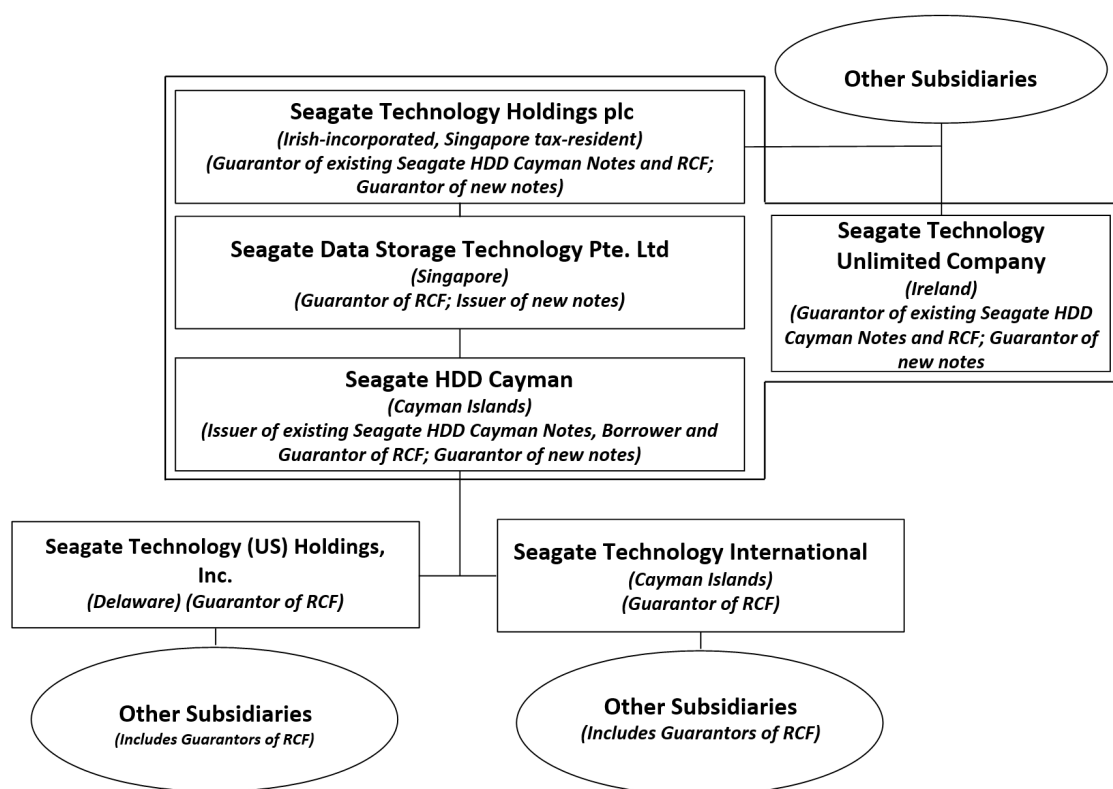 Other Subsidiaries
Seagate Technology Holdings plc
(Irish-incorporated, Singapore tax-resident)
(Guarantor of existing Seagate HDD Cayman Notes and RCF;
Guarantor of new notes)
Seagate Data Storage Technology Pte. Ltd
(Singapore)
(Guarantor of RCF; Issuer of new notes)
Seagate Technology
Unlimited Company
(Ireland)
(Guarantor of existing Seagate HDD
Cayman Notes and RCF; Guarantor of
new notes
Seagate HDD Cayman
(Cayman Islands)
(Issuer of existing Seagate HDD Cayman Notes, Borrower and
Guarantor of RCF; Guarantor of new notes)
Seagate Technology (US) Holdings,
Inc.
(Delaware) (Guarantor of RCF)
Seagate Technology International
(Cayman Islands)
(Guarantor of RCF)
Other Subsidiaries
(Includes Guarantors of RCF)
Other Subsidiaries
(Includes Guarantors of RCF)